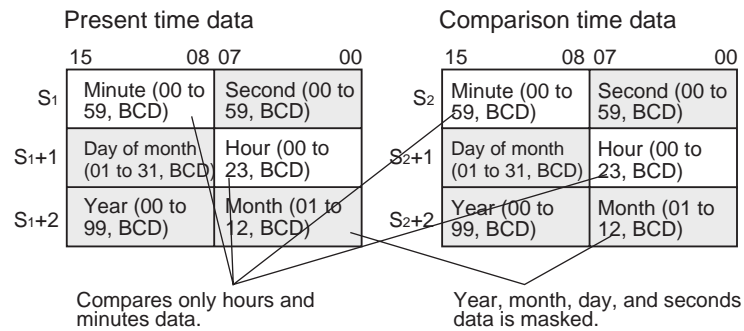 Present time data
15 08 07 00
S1 Minute (00 to 59, BCD) Second (00 to 59, BCD)
S1+1 Day of month (01 to 31, BCD) Hour (00 to 23, BCD)
S1+2 Year (00 to 99, BCD) Month (01 to 12, BCD)
Compares only hours and
minutes data.
Comparison time data
15 08 07 00
S2 Minute (00 to 59, BCD) Second (00 to 59, BCD)
S2+1 Day of month (01 to 31, BCD) Hour (00 to 23, BCD)
S2+2 Year (00 to 99, BCD) Month (01 to 12, BCD)
Year, month, day, and seconds
data is masked.